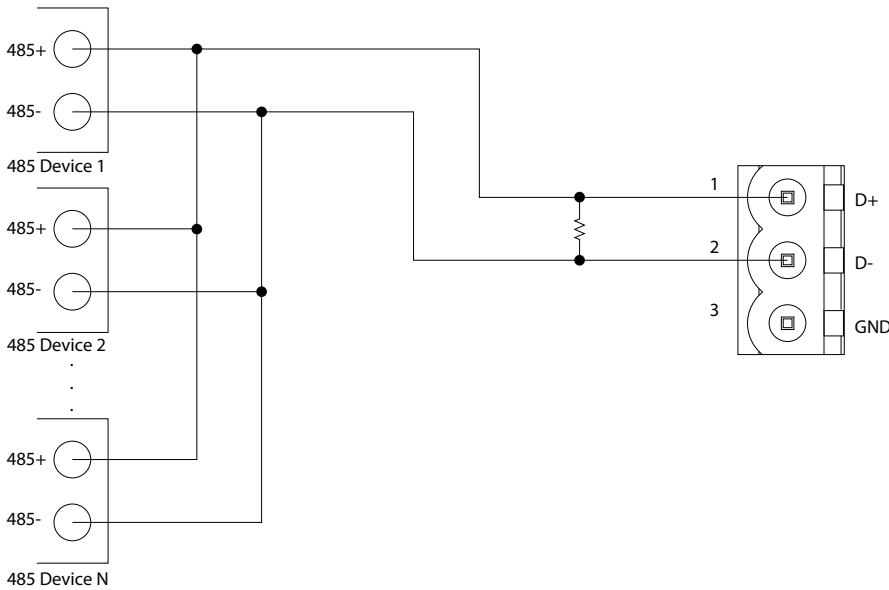 485+
485-
485 Device 1
485+
485-
485 Device 2
.
.
.
485+
485-
485 Device N
1
D+
2
D-
3
GND